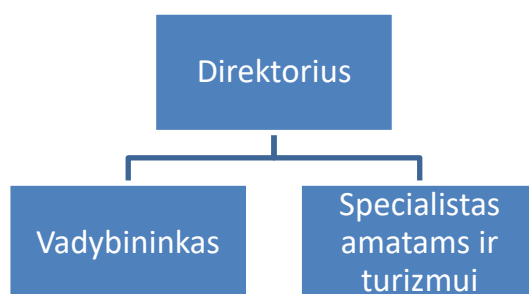 Direktorius
Vadybininkas
Specialistas
amatams ir
turizmui